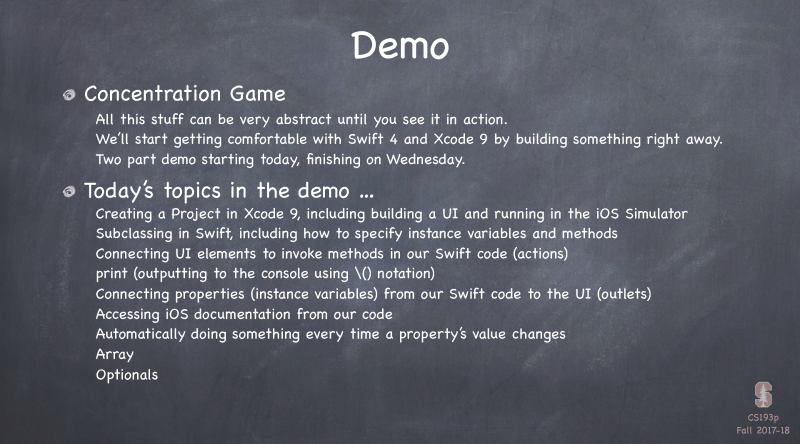 Demo
Concentration Game
All this stuff can be very abstract until you see it in action.
We'll start getting comfortable with Swift 4 and Xcode 9 by building something right away.
Two part demo starting today, finishing on Wednesday.
Today's topics in the demo ...
Creating a Project in Xcode 9, including building a UI and running in the iOS Simulator
Subclassing in Swift, including how to specify instance variables and methods
Connecting UI elements to invoke methods in our Swift code (actions)
print (outputting to the console using \() notation)
Connecting properties (instance variables) from our Swift code to the UI (outlets)
Accessing iOS documentation from our code
Automatically doing something every time a property's value changes
Array
Optionals
CS193p
Fall 2017-18